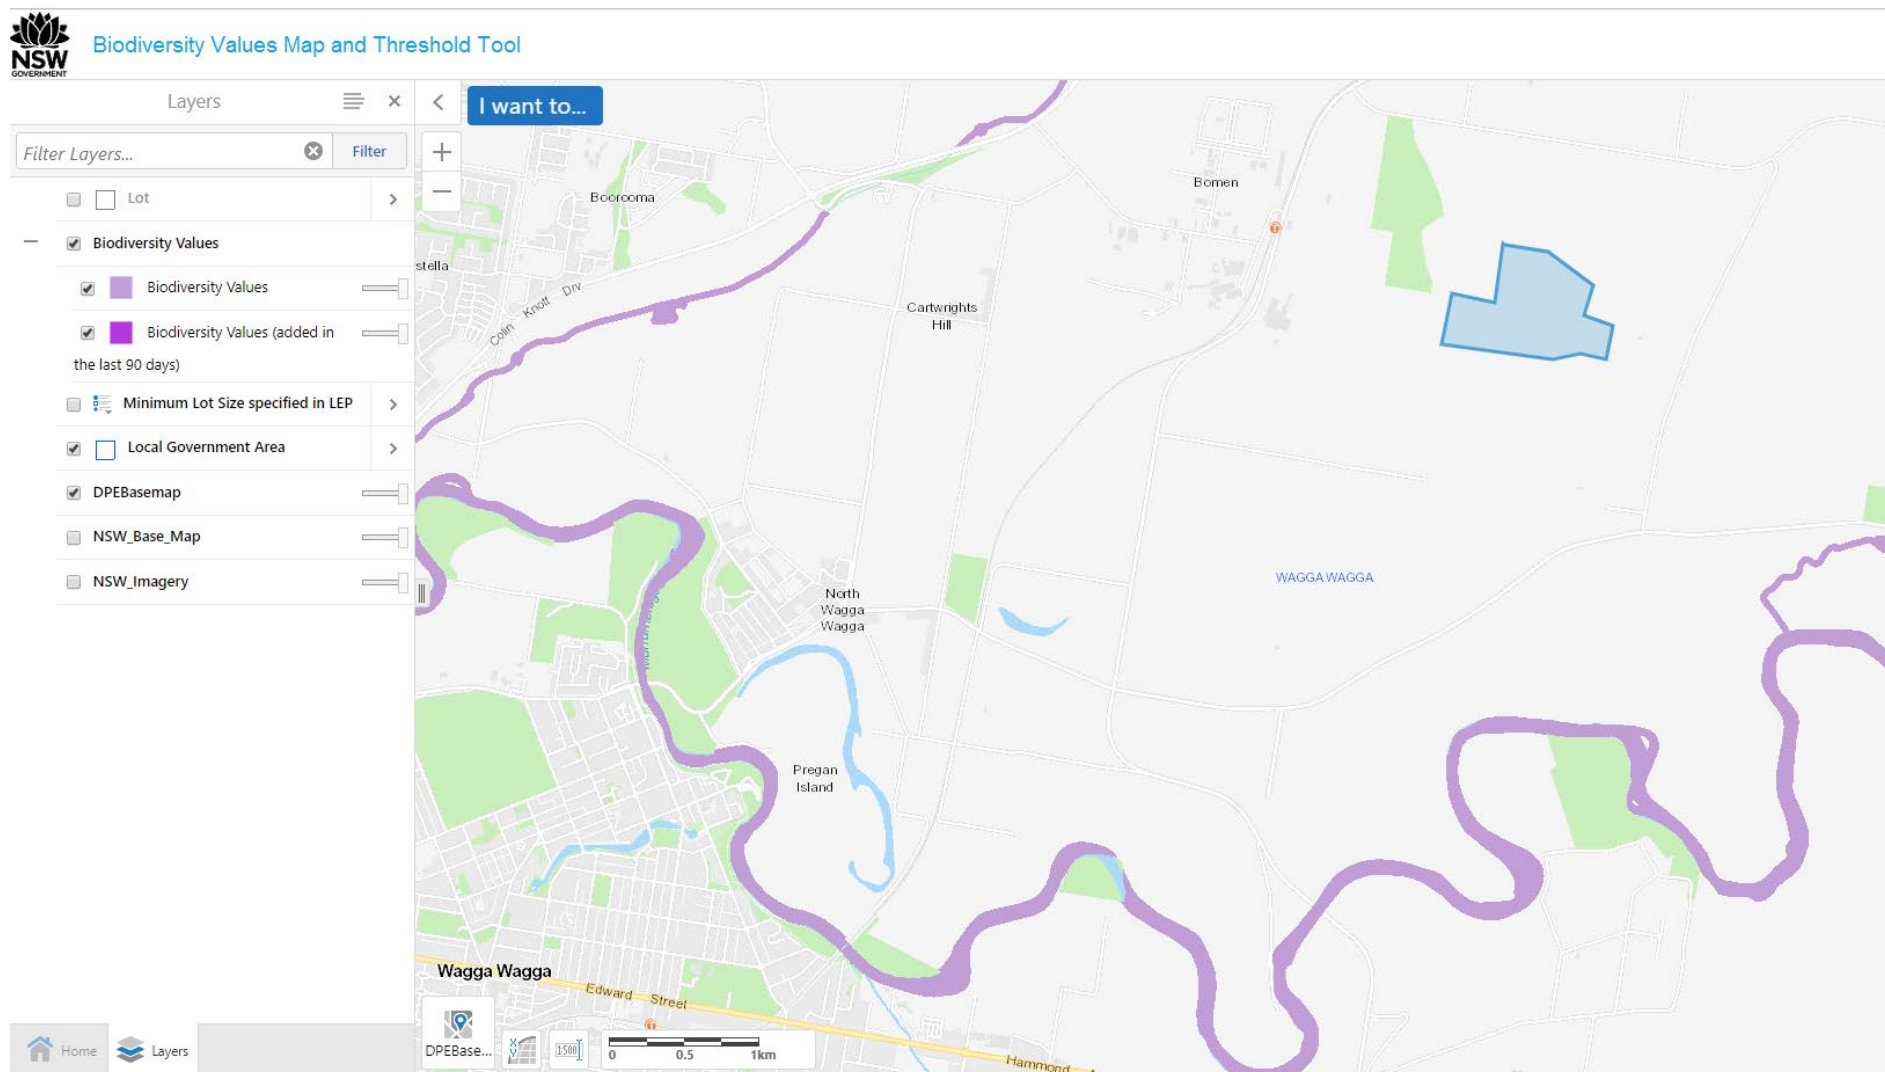 NSW
GOVERNMENT
Biodiversity Values Map and Threshold Tool
Layers
I want to...
Filter Layers...
Filter
Lot
Biodiversity Values
Biodiversity Values
Biodiversity Values (added in
the last 90 days)
Minimum Lot Size specified in LEP
Local Government Area
DPEBasemap
NSW_Base_Map
NSW_Imagery
Home
Layers
Boorooma
Bomen
stella
Colin Knott Drv
Cartwrights
Hill
WAGGA WAGGA
North
Wagga
Wagga
Pregan
Island
Wagga Wagga
Edward Street
Hammond
DPEBase...
1:500
0 0.5 1km